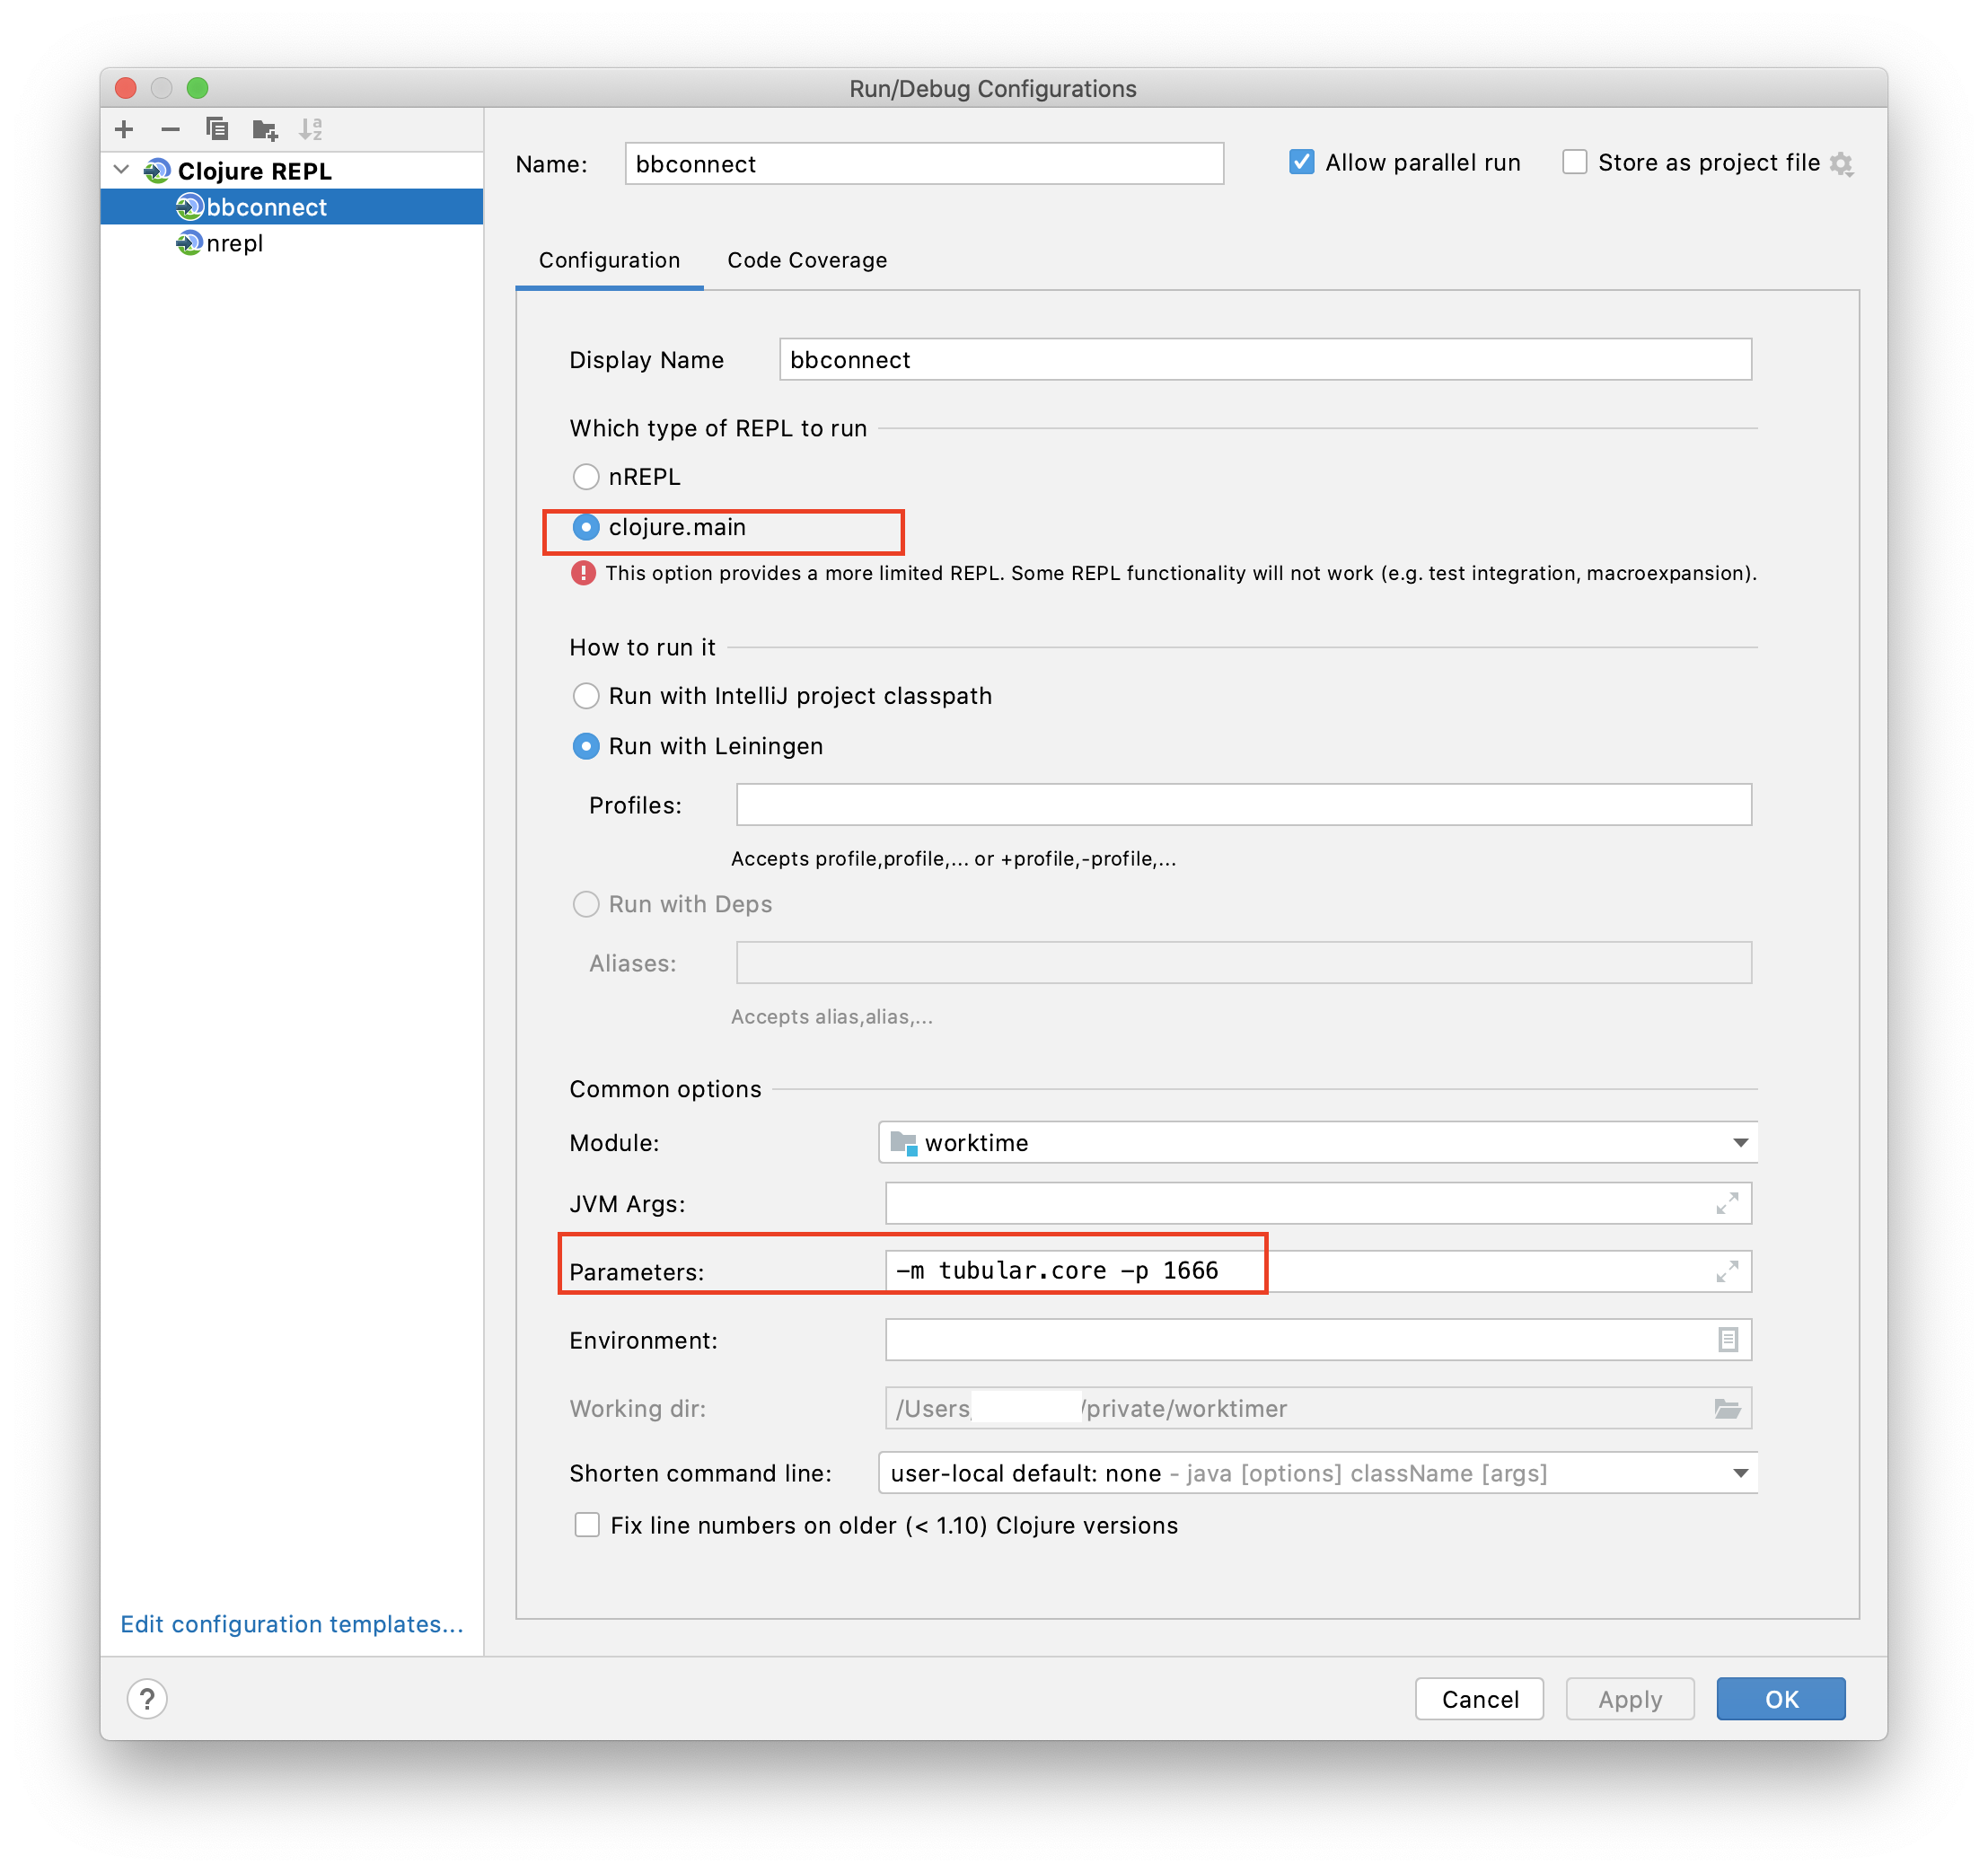 Run/Debug Configurations
Clojure REPL
bbconnect
nrepl
Edit configuration templates...
Name: bbconnect
Allow parallel run
Store as project file
Configuration Code Coverage
Display Name bbconnect
Which type of REPL to run
nREPL
clojure.main
This option provides a more limited REPL. Some REPL functionality will not work (e.g. test integration, macroexpansion).
How to run it
Run with IntelliJ project classpath
Run with Leiningen
Profiles:
Accepts profile,profile,... or +profile,-profile,...
Run with Deps
Aliases:
Accepts alias,alias,...
Common options
Module: worktime
JVM Args:
Parameters: -m tubular.core -p 1666
Environment:
Working dir: /Users/ /private/worktimer
Shorten command line: user-local default: none - java [options] className [args]
Fix line numbers on older (< 1.10) Clojure versions
?
Cancel Apply OK